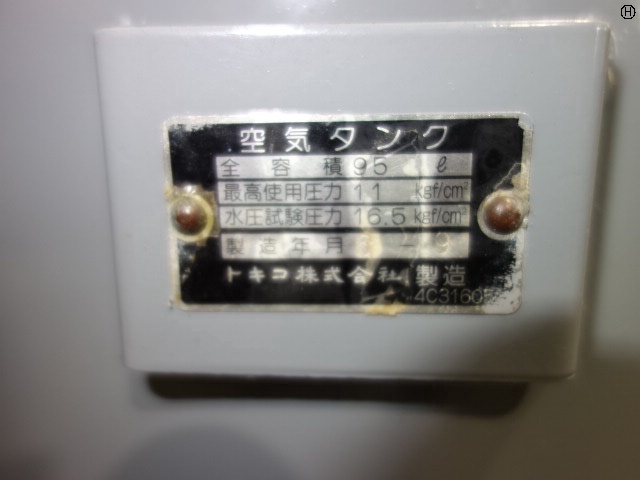 空気タンク
全容積 95 ℓ
最高使用圧力 11 kgf/cm²
水圧試験圧力 16.5 kgf/cm²
製造年月 -
トキコ株式会社 製造
4C3160
Ⓗ